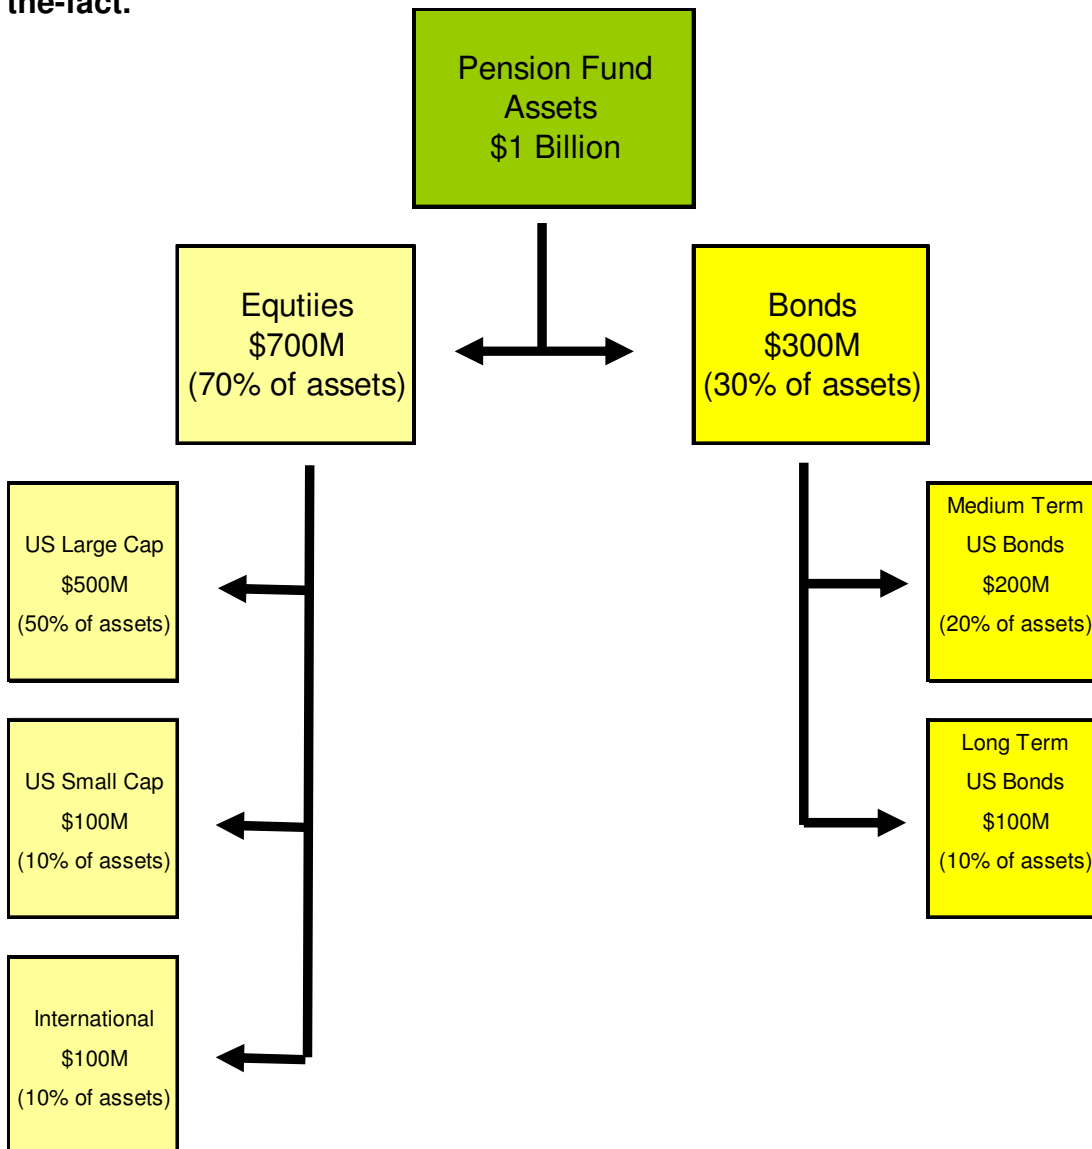 the-fact.
Pension Fund
Assets
$1 Billion
Equtiies
$700M
(70% of assets)
Bonds
$300M
(30% of assets)
US Large Cap
$500M
(50% of assets)
Medium Term
US Bonds
$200M
(20% of assets)
US Small Cap
$100M
(10% of assets)
Long Term
US Bonds
$100M
(10% of assets)
International
$100M
(10% of assets)